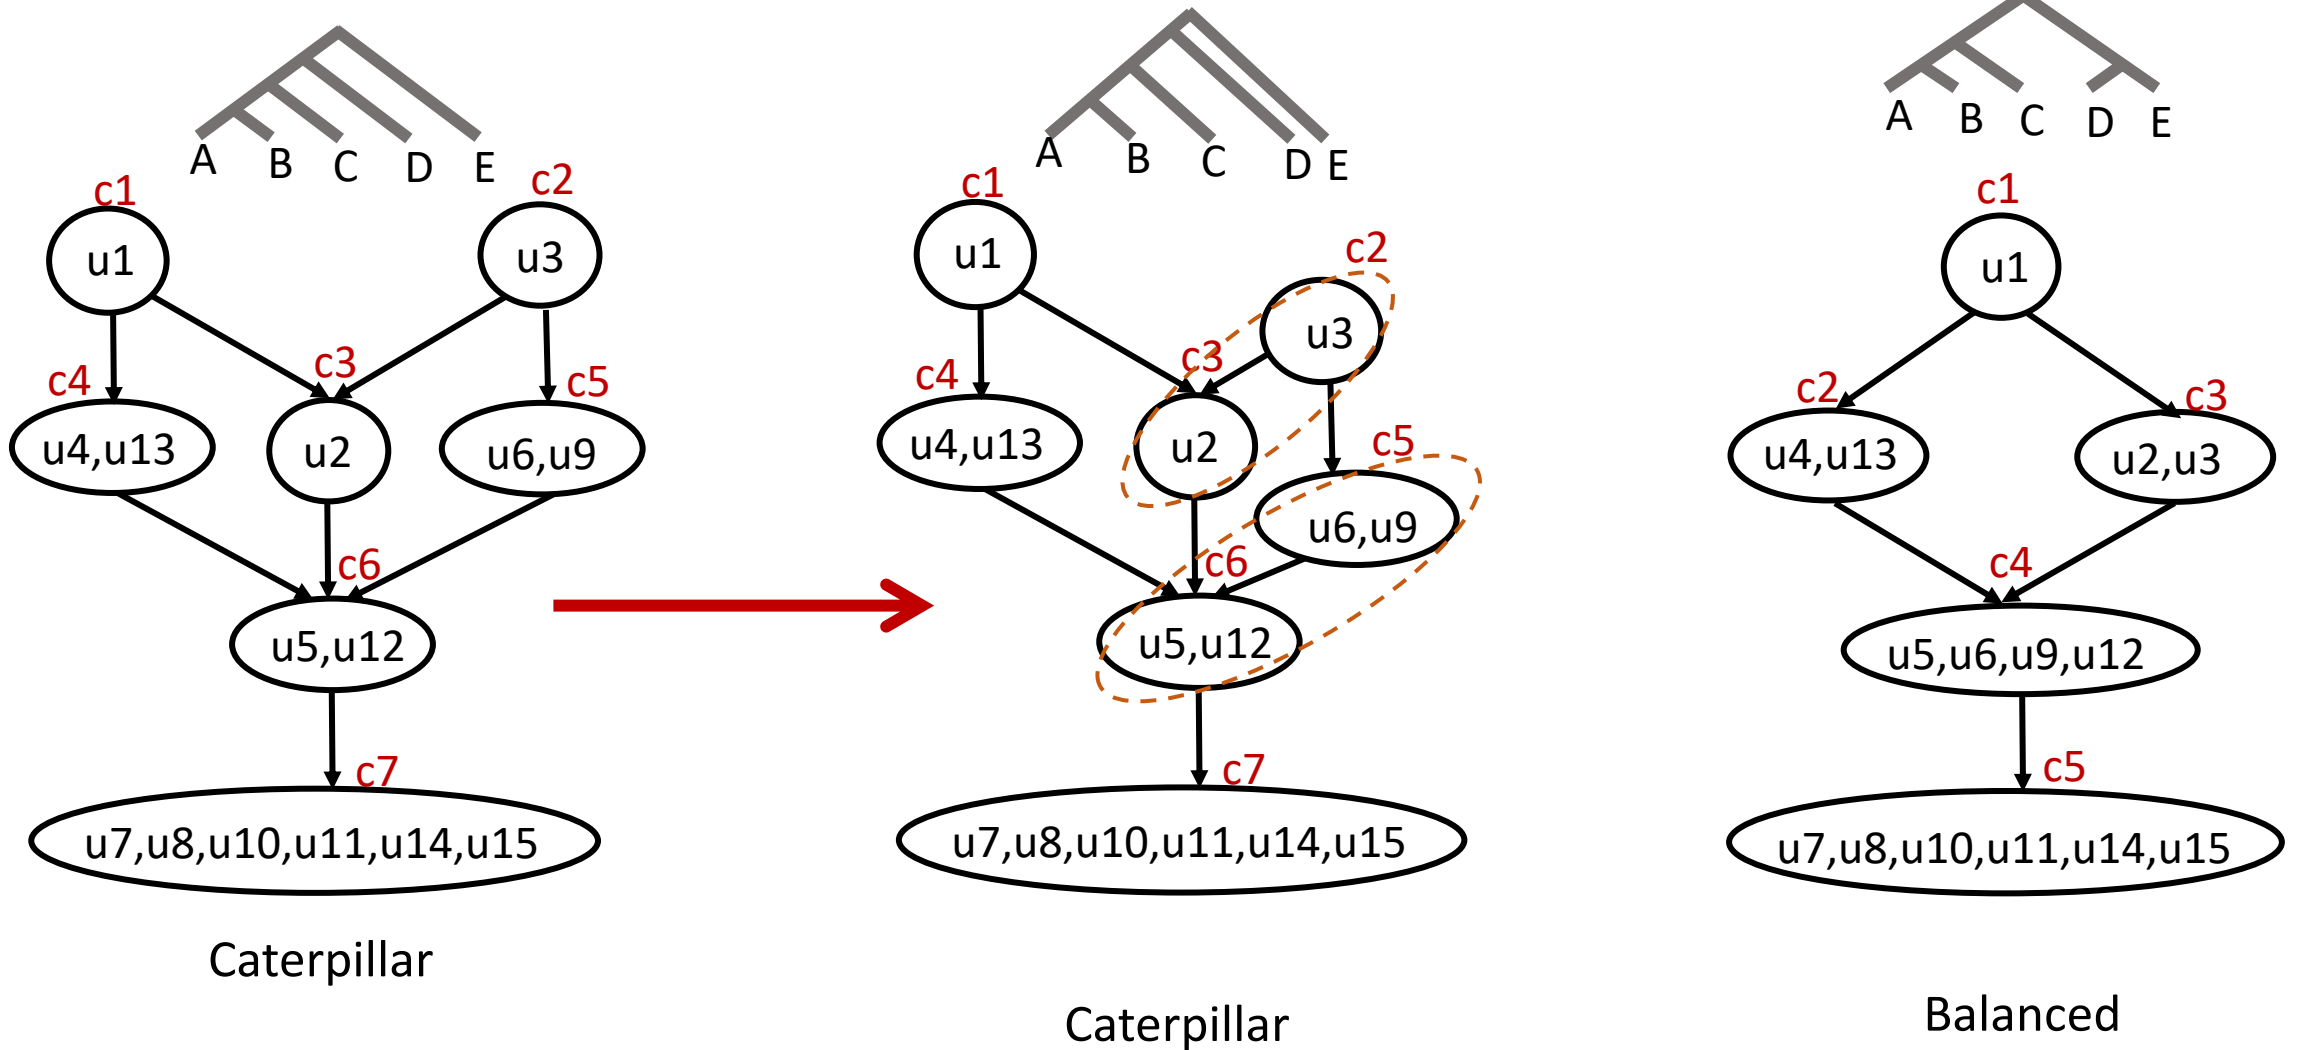 A B C D E
c1 c2
u1 u3
c4 c3 c5
u4,u13 u2 u6,u9
c6
u5,u12
c7
u7,u8,u10,u11,u14,u15
Caterpillar
A B C D E
c1
u1 c2
u3
c4 c3
u4,u13 u2 c5
u6,u9
c6
u5,u12
c7
u7,u8,u10,u11,u14,u15
Caterpillar
A B C D E
c1
u1
c2 c3
u4,u13 u2,u3
c4
u5,u6,u9,u12
c5
u7,u8,u10,u11,u14,u15
Balanced